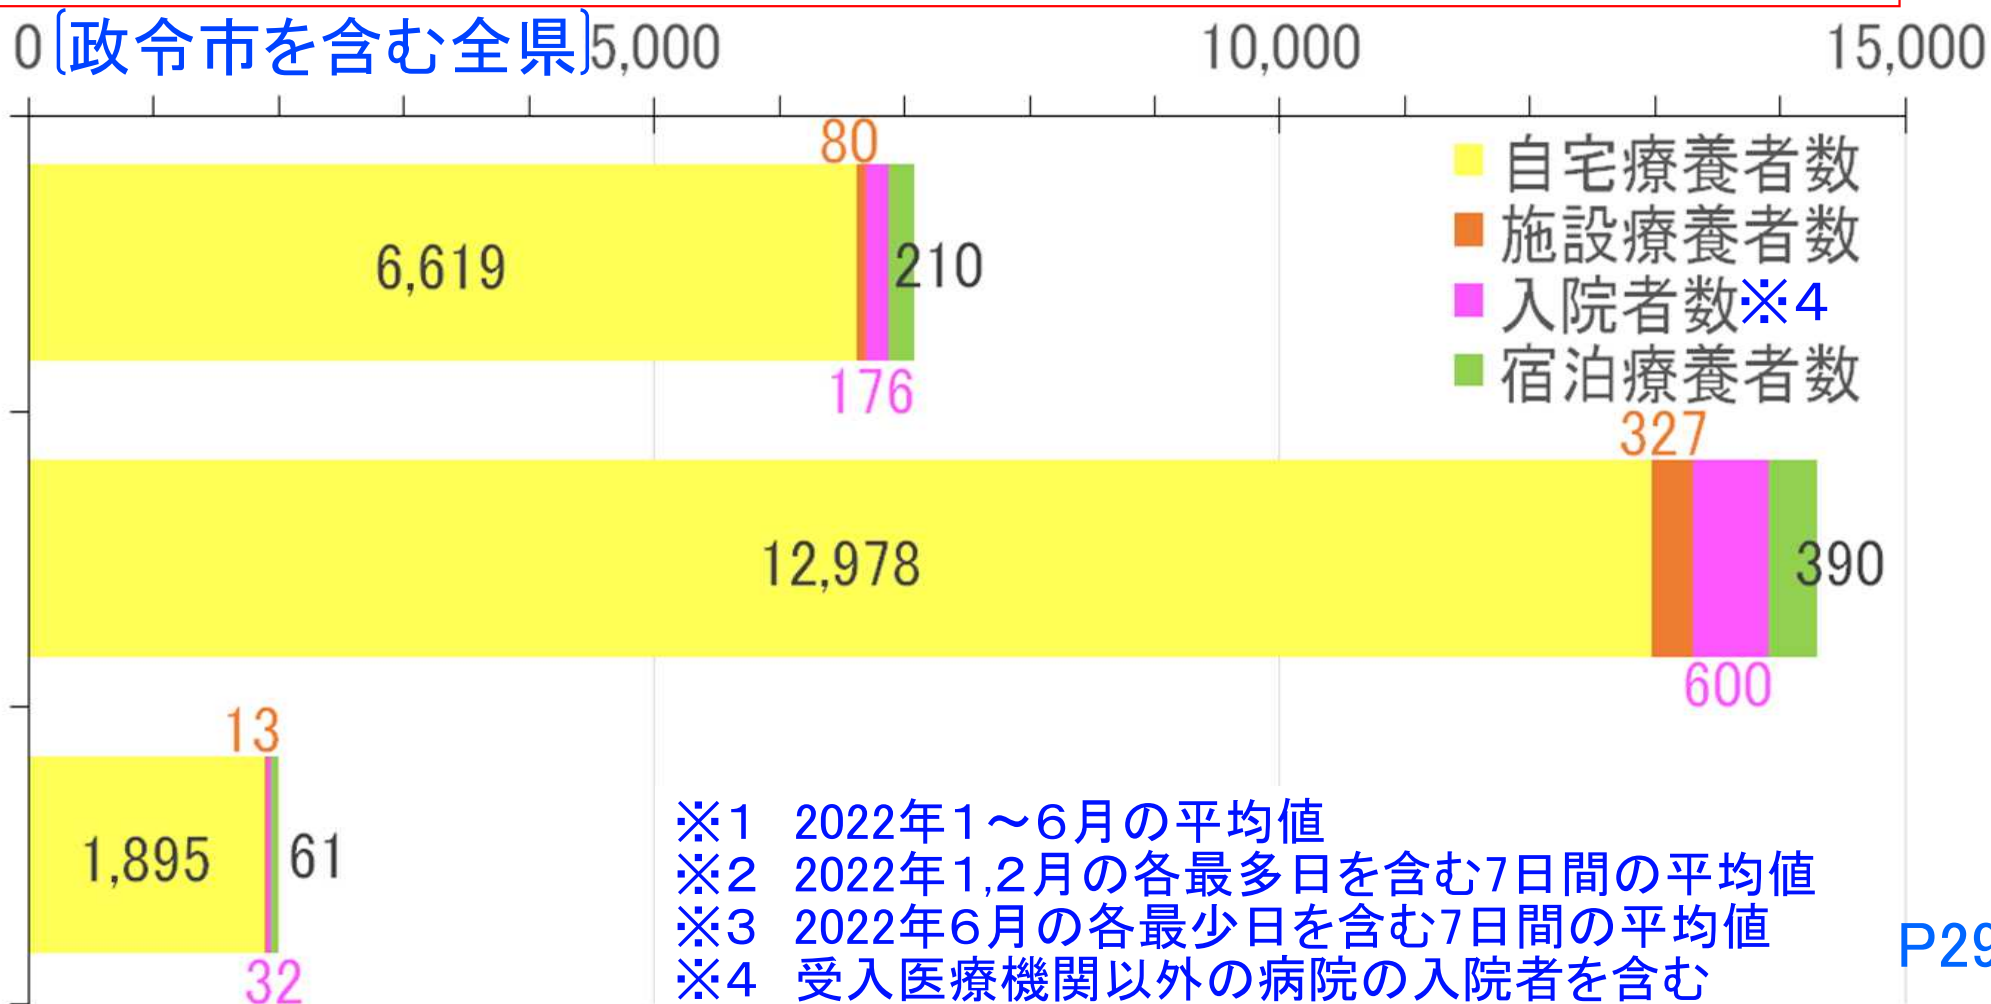 0 [政令市を含む全県] 5,000 10,000 15,000
80
自宅療養者数
施設療養者数
入院者数※4
宿泊療養者数
6,619
210
176
327
12,978
390
600
13
1,895
61
32
※1 2022年1~6月の平均値
※2 2022年1,2月の各最多日を含む7日間の平均値
※3 2022年6月の各最少日を含む7日間の平均値
※4 受入医療機関以外の病院の入院者を含む
P29